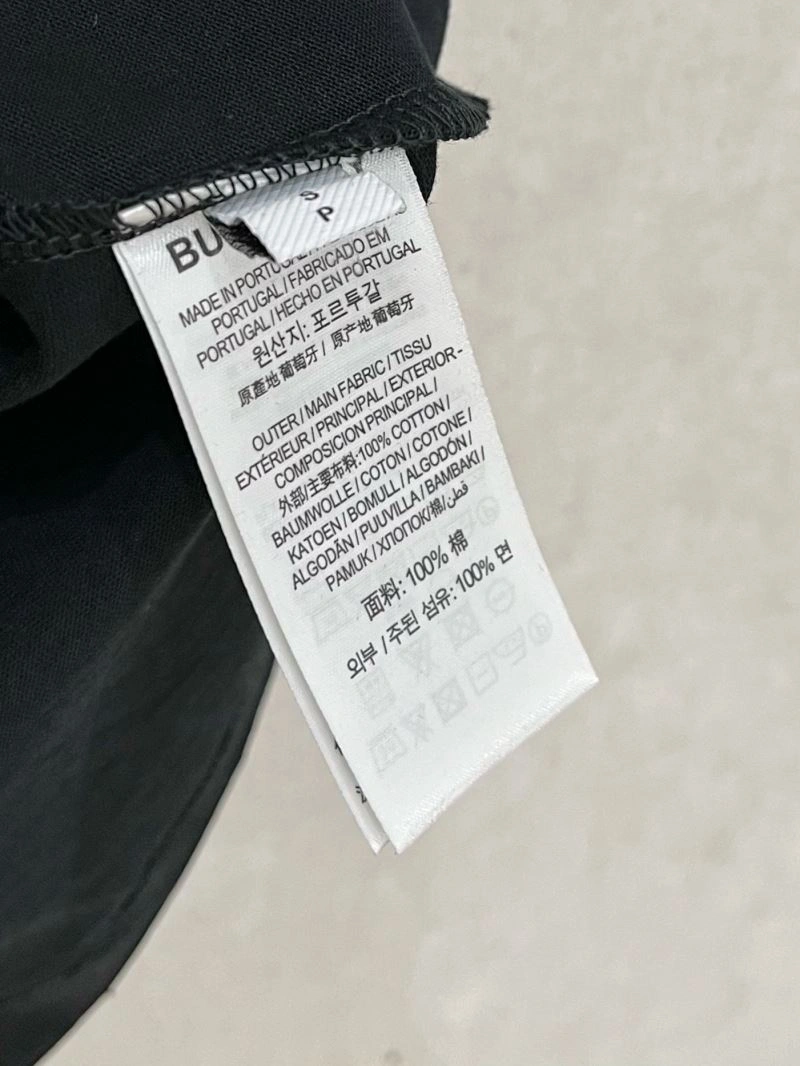 S
P
BU
MADE IN PORTUGAL / FABRICADO EM
PORTUGAL / HECHO EN PORTUGAL
원산지: 포르투갈
原產地 葡萄牙 / 原产地 葡萄牙
OUTER / MAIN FABRIC / TISSU
EXTÉRIEUR / PRINCIPAL / EXTERIOR-
COMPOSICION PRINCIPAL /
外部/主要布料:100% COTTON /
BAUMWOLLE / COTON / COTONE /
KATOEN / BOMULL / ALGODÓN /
ALGODÃN / PUUVILLA / BAMBAKI /
PAMUK / ХЛОПОК/棉/قطن
面料: 100% 棉
외부 / 주된 섬유: 100% 면